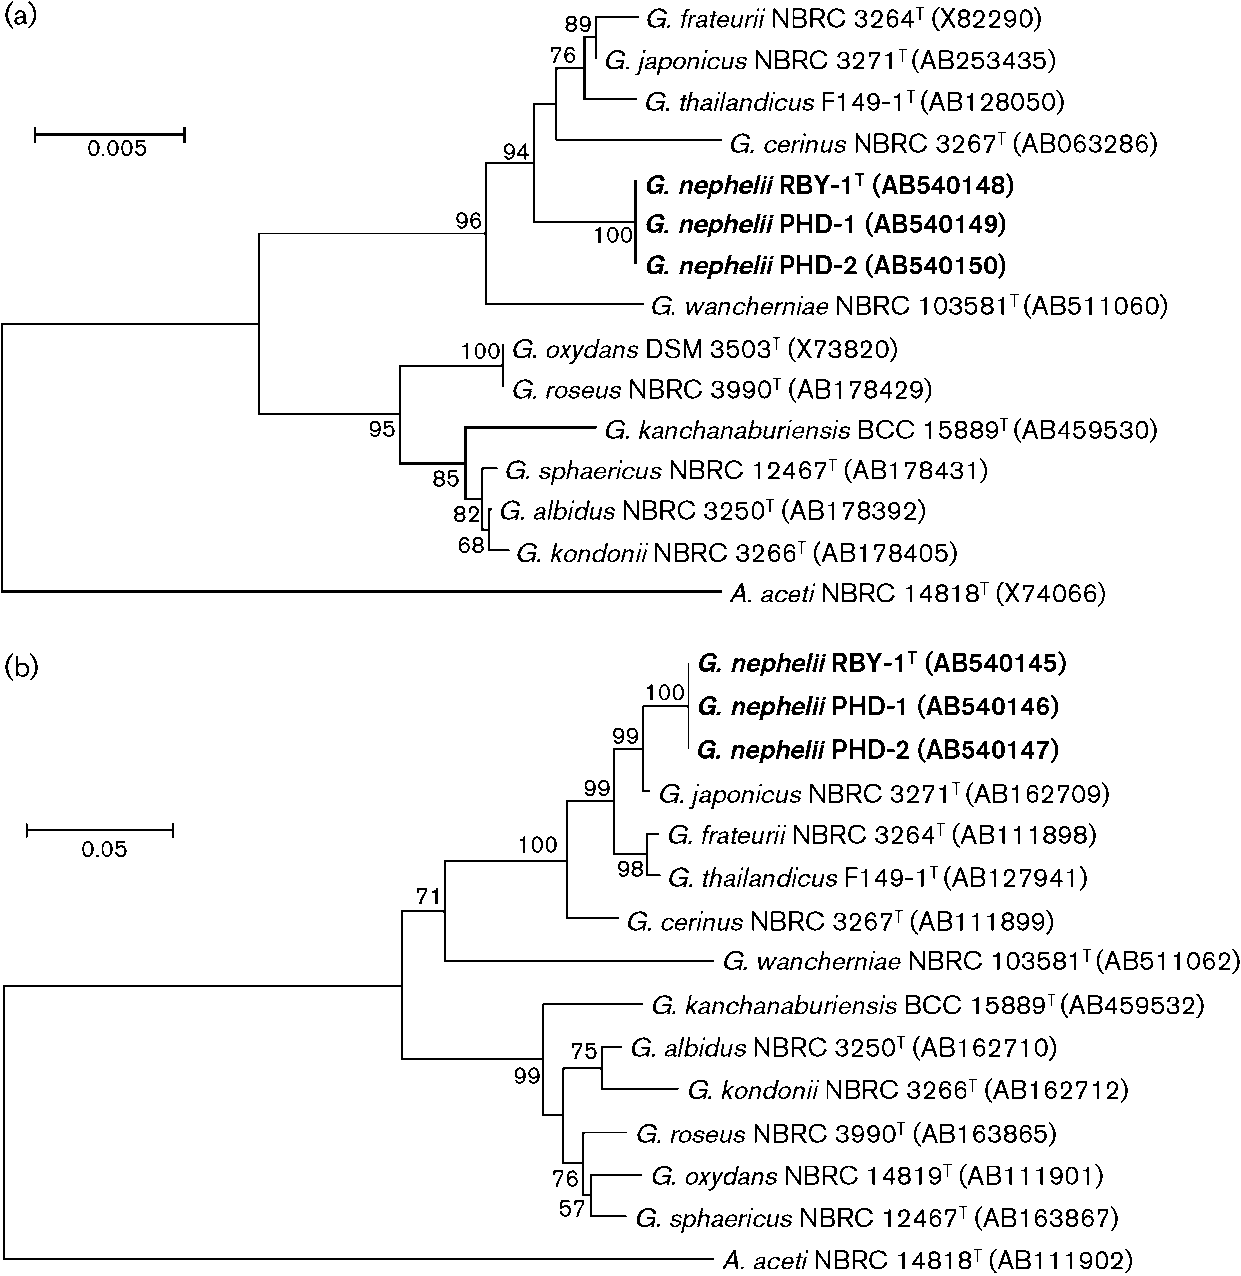 (a)
G. frateurii NBRC 3264ᵀ (X82290)
89
76
G. japonicus NBRC 3271ᵀ (AB253435)
G. thailandicus F149-1ᵀ (AB128050)
0.005
94
G. cerinus NBRC 3267ᵀ (AB063286)
G. nephelii RBY-1ᵀ (AB540148)
96
G. nephelii PHD-1 (AB540149)
100
G. nephelii PHD-2 (AB540150)
G. wancherniae NBRC 103581ᵀ (AB511060)
100
G. oxydans DSM 3503ᵀ (X73820)
G. roseus NBRC 3990ᵀ (AB178429)
95
G. kanchanaburiensis BCC 15889ᵀ (AB459530)
85
G. sphaericus NBRC 12467ᵀ (AB178431)
82
G. albidus NBRC 3250ᵀ (AB178392)
68
G. kondonii NBRC 3266ᵀ (AB178405)
A. aceti NBRC 14818ᵀ (X74066)
(b)
G. nephelii RBY-1ᵀ (AB540145)
100
G. nephelii PHD-1 (AB540146)
99
G. nephelii PHD-2 (AB540147)
99
G. japonicus NBRC 3271ᵀ (AB162709)
0.05
100
G. frateurii NBRC 3264ᵀ (AB111898)
98
G. thailandicus F149-1ᵀ (AB127941)
71
G. cerinus NBRC 3267ᵀ (AB111899)
G. wancherniae NBRC 103581ᵀ (AB511062)
G. kanchanaburiensis BCC 15889ᵀ (AB459532)
75
G. albidus NBRC 3250ᵀ (AB162710)
99
G. kondonii NBRC 3266ᵀ (AB162712)
G. roseus NBRC 3990ᵀ (AB163865)
76
G. oxydans NBRC 14819ᵀ (AB111901)
57
G. sphaericus NBRC 12467ᵀ (AB163867)
A. aceti NBRC 14818ᵀ (AB111902)